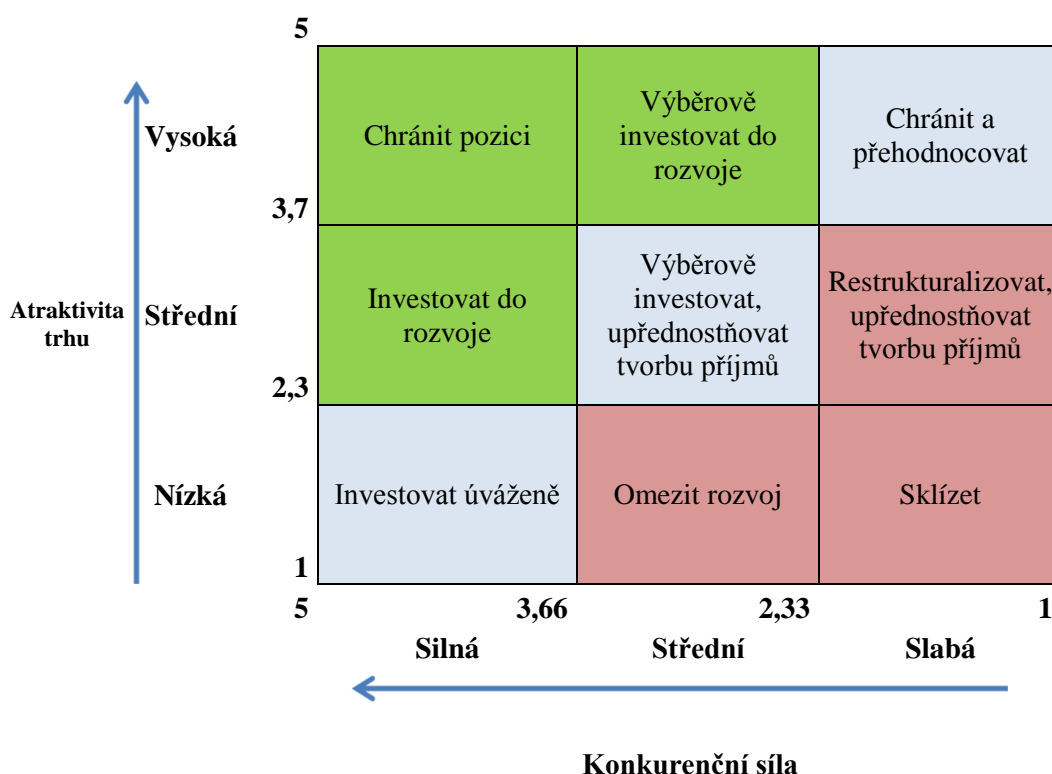 5
Vysoká
Chránit pozici
Výběrově
investovat do
rozvoje
Chránit a
přehodnocovat
3,7
Atraktivita
trhu
Střední
Investovat do
rozvoje
Výběrově
investovat,
upřednostňovat
tvorbu příjmů
Restrukturalizovat,
upřednostňovat
tvorbu příjmů
2,3
Nízká
Investovat úváženě
Omezit rozvoj
Sklízet
1
5
3,66
2,33
1
Silná
Střední
Slabá
Konkurenční síla